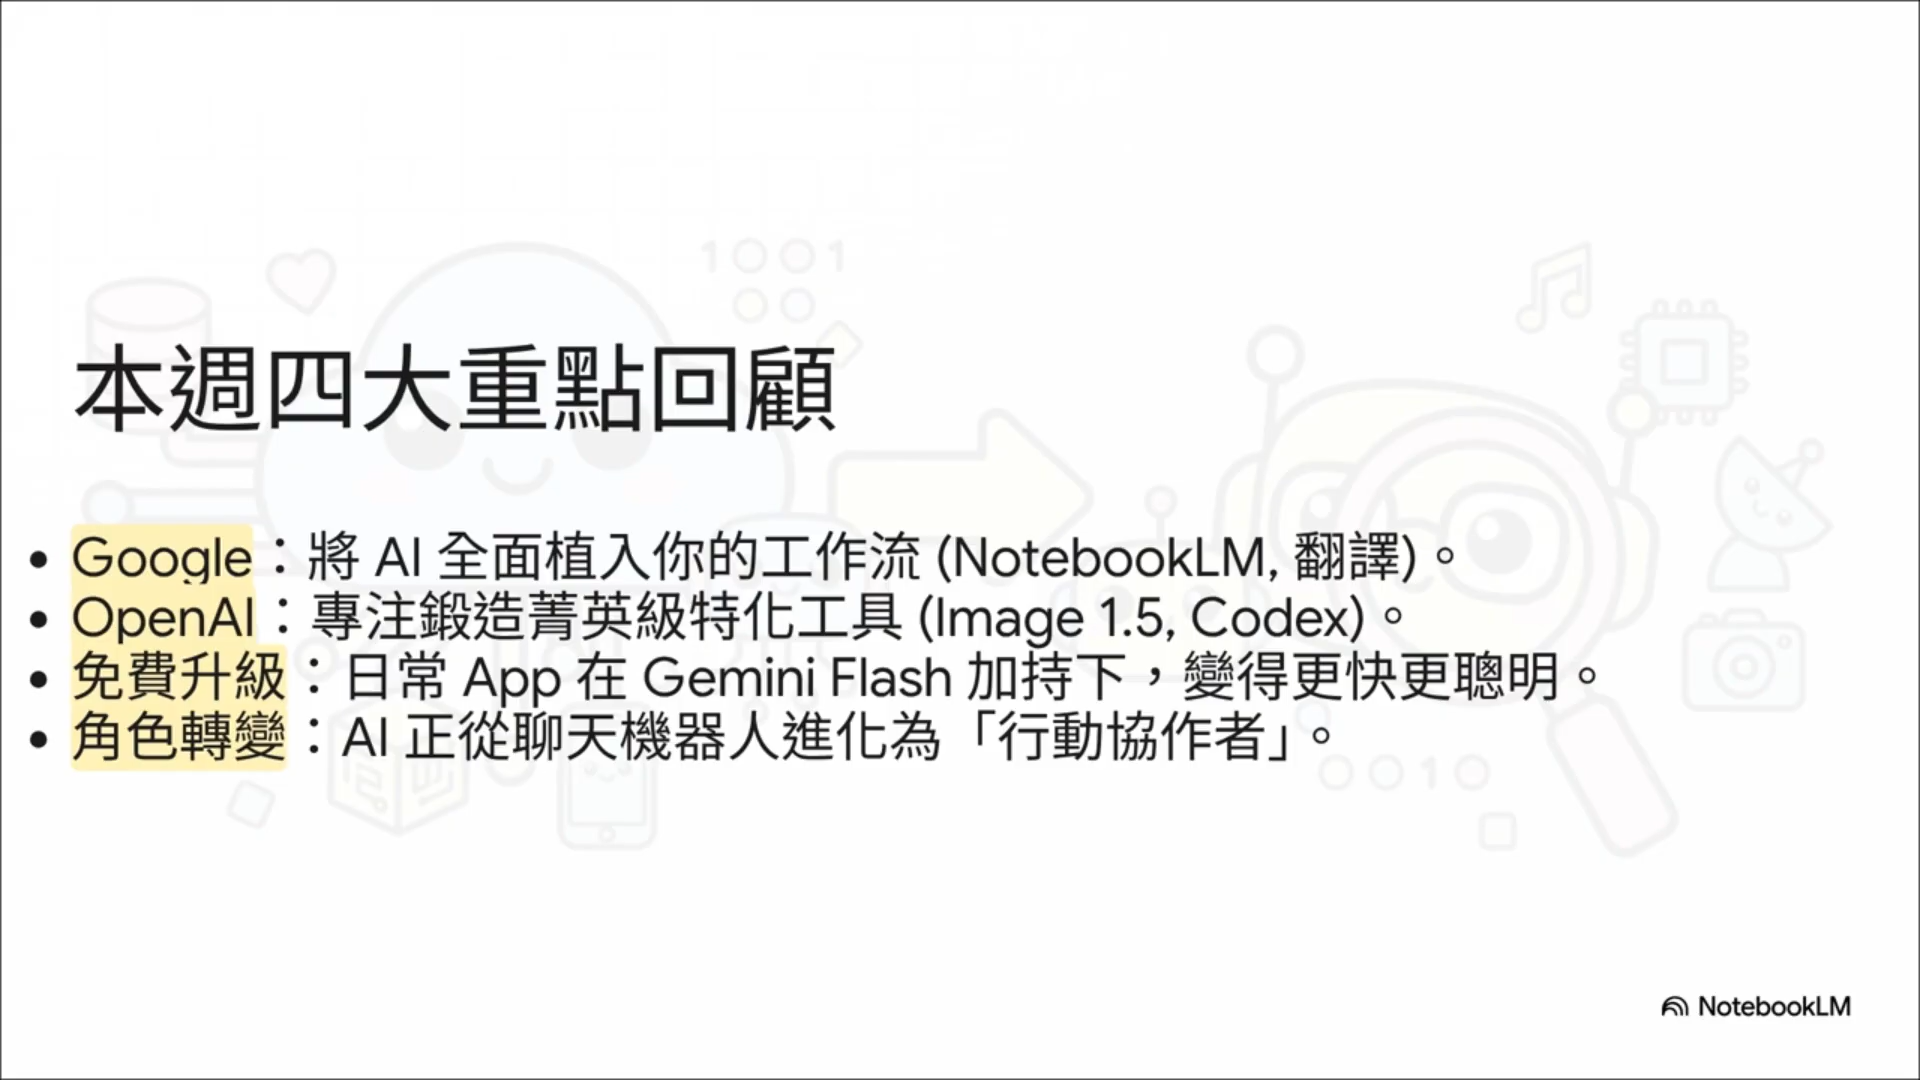 本週四大重點回顧
• Google：將 AI 全面植入你的工作流 (NotebookLM, 翻譯)。
• OpenAI：專注鍛造菁英級特化工具 (Image 1.5, Codex)。
• 免費升級：日常 App 在 Gemini Flash 加持下，變得更快更聰明。
• 角色轉變：AI 正從聊天機器人進化為「行動協作者」。
1001
0010
NotebookLM